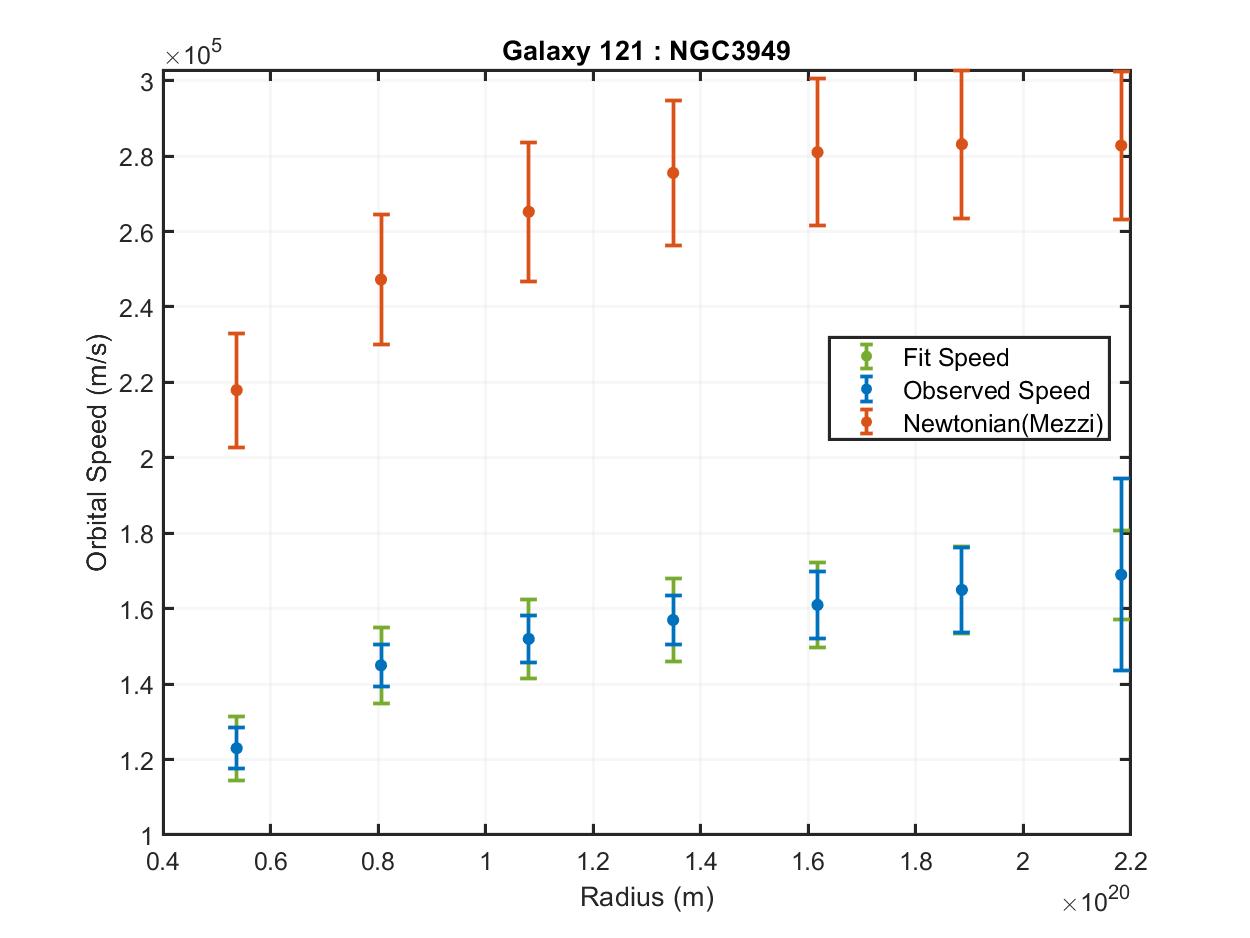 Galaxy 121 : NGC3949
×10^5
3
2.8
2.6
2.4
2.2
2
1.8
1.6
1.4
1.2
1
Orbital Speed (m/s)
Fit Speed
Observed Speed
Newtonian(Mezzi)
0.4 0.6 0.8 1 1.2 1.4 1.6 1.8 2 2.2
Radius (m)
×10^20